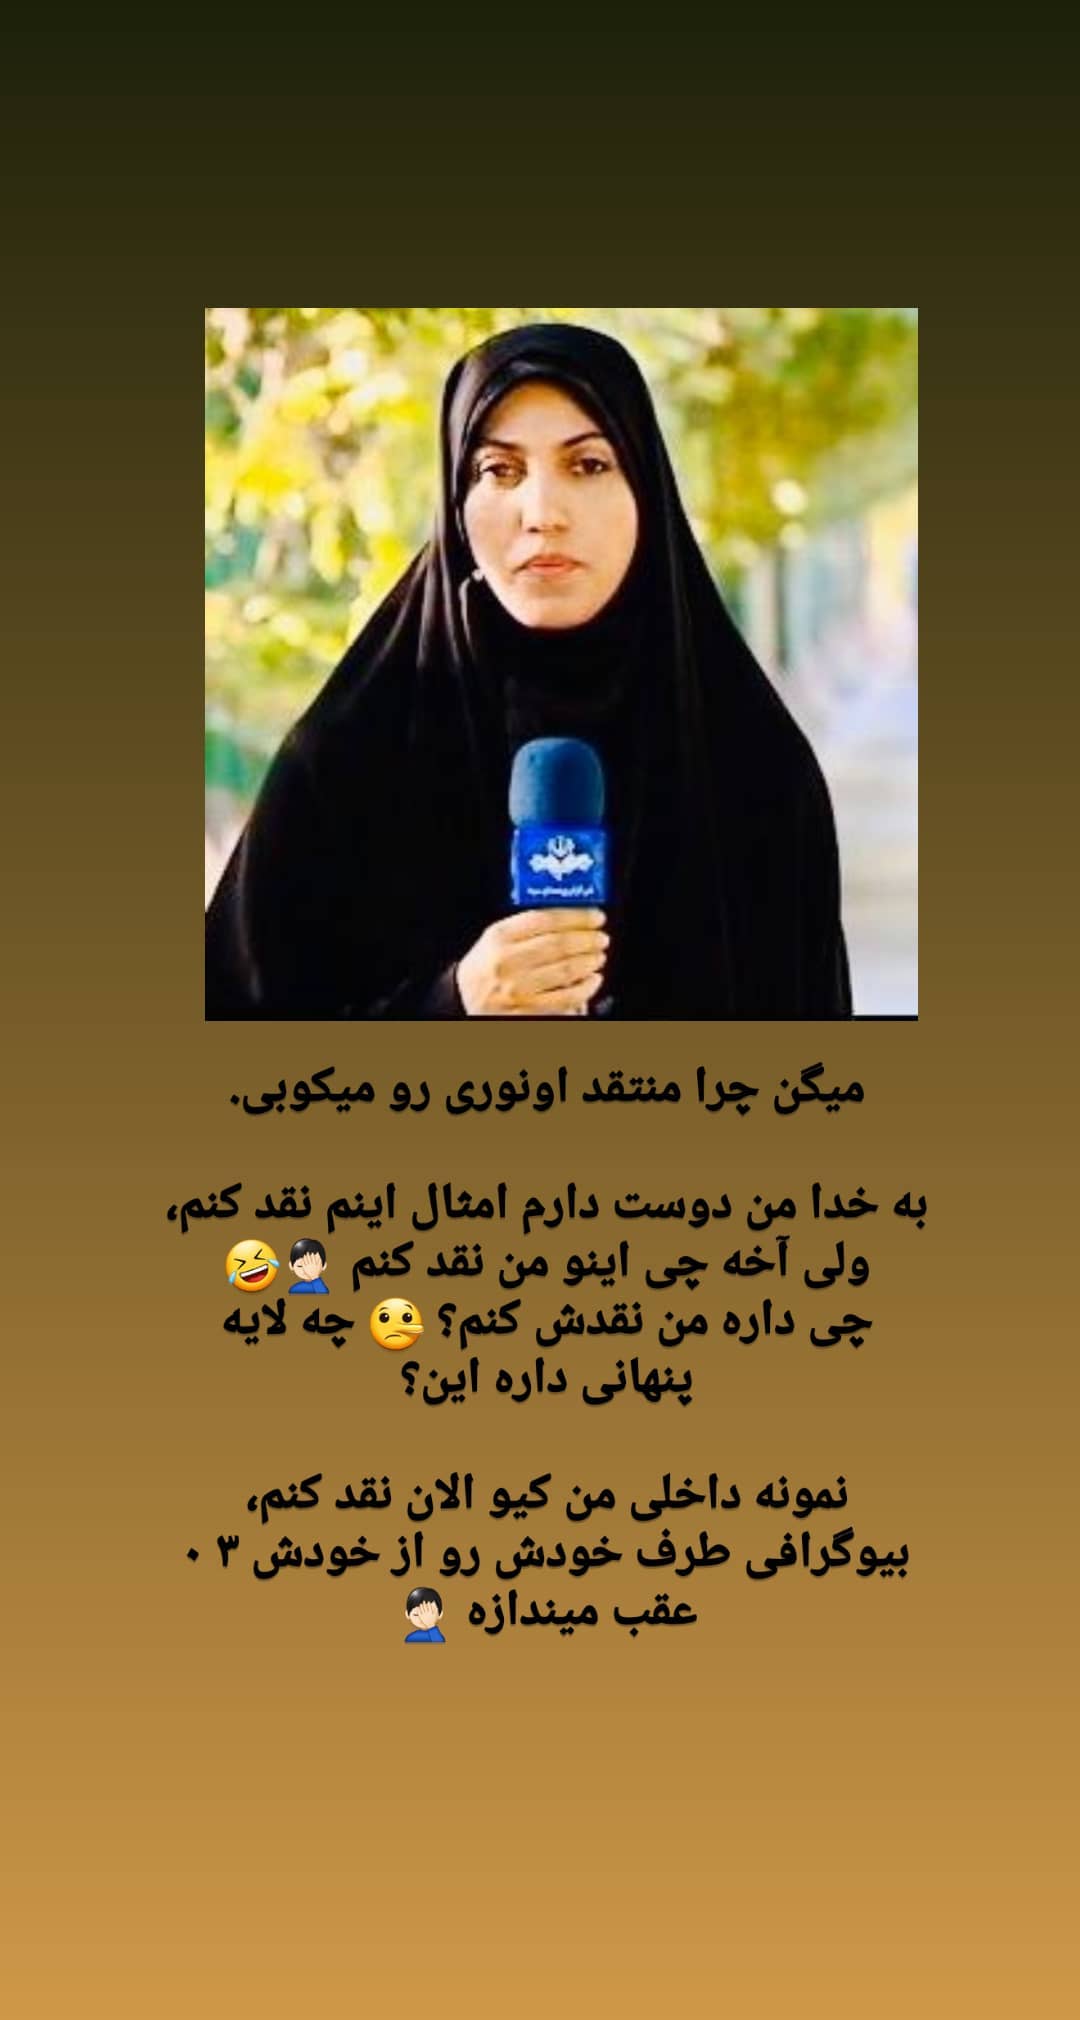 میگن چرا منتقد اونوری رو میکوبی.
به خدا من دوست دارم امثال اینم نقد کنم،
ولی آخه چی اینو من نقد کنم 🤦🏻‍♂️🤣
چی داره من نقدش کنم؟ 🤥 چه لایه
پنهانی داره این؟
نمونه داخلی من کیو الان نقد کنم،
بیوگرافی طرف خودش رو از خودش ۳ ۰
عقب میندازه 🤦🏻‍♂️